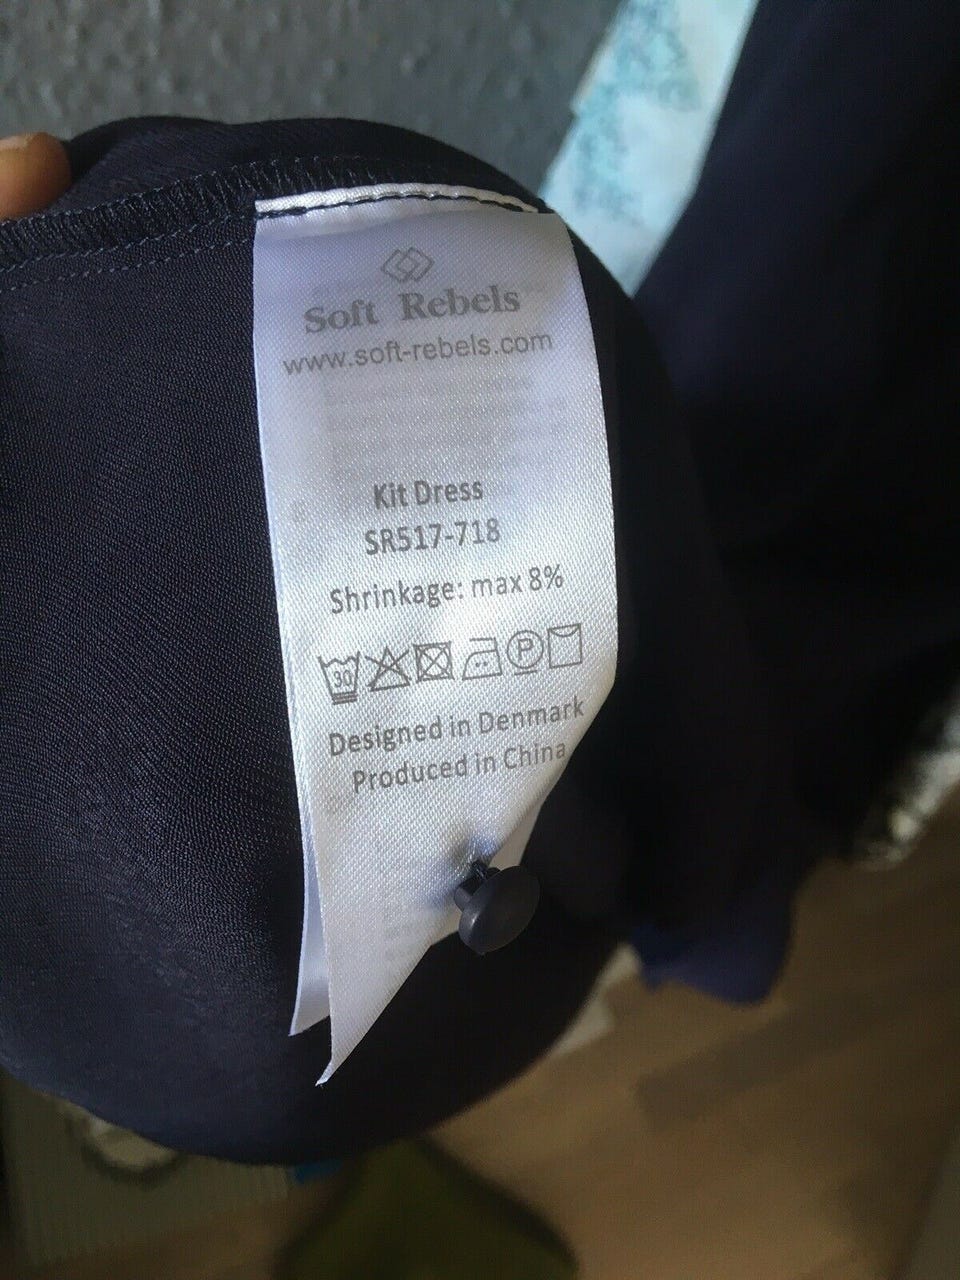 Soft Rebels
www.soft-rebels.com
Kit Dress
SR517-718
Shrinkage: max 8%
30 P
Designed in Denmark
Produced in China